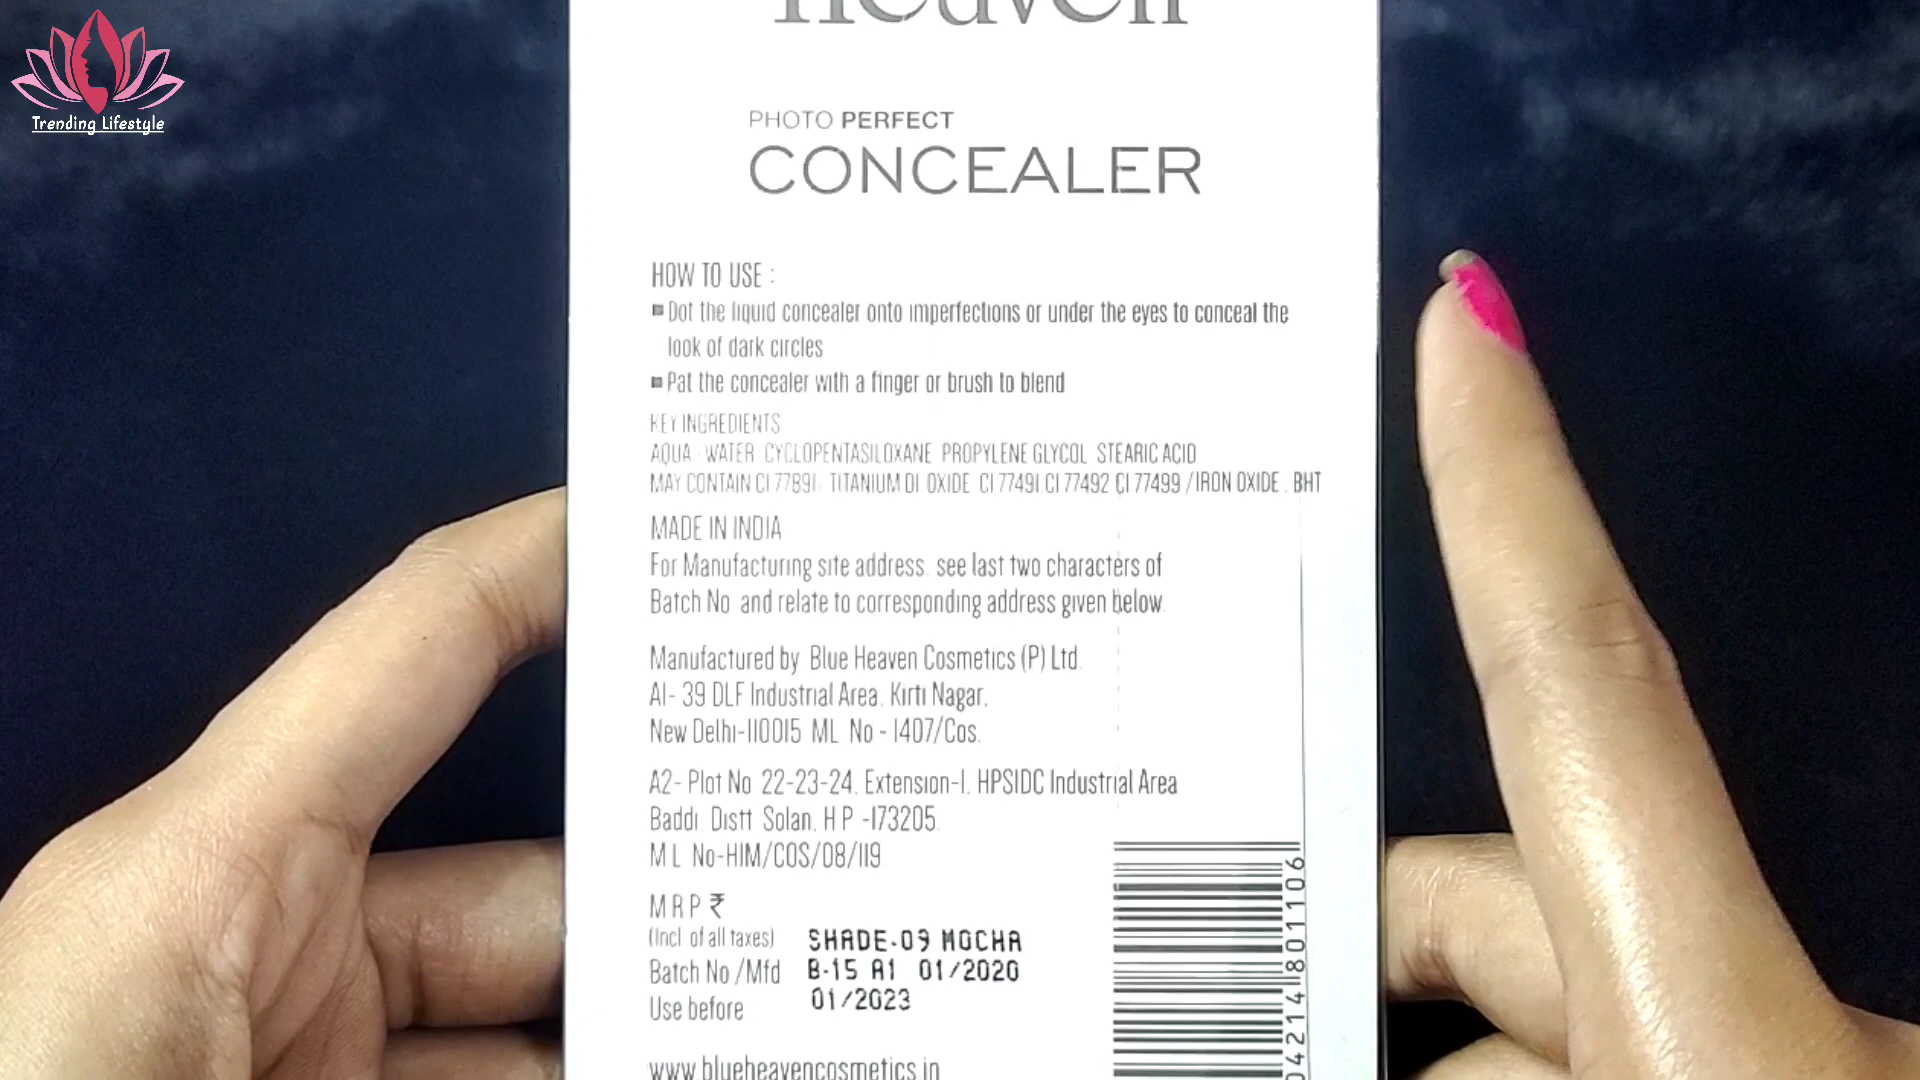 Trending Lifestyle
heaven
PHOTO PERFECT
CONCEALER
HOW TO USE :
▪ Dot the liquid concealer onto imperfections or under the eyes to conceal the
look of dark circles
▪ Pat the concealer with a finger or brush to blend
KEY INGREDIENTS
AQUA WATER CYCLOPENTASILOXANE PROPYLENE GLYCOL STEARIC ACID
MAY CONTAIN CI 77891/ TITANIUM DI OXIDE CI 77491,CI 77492 CI 77499 /IRON OXIDE . BHT
MADE IN INDIA
For Manufacturing site address, see last two characters of
Batch No and relate to corresponding address given below
Manufactured by Blue Heaven Cosmetics (P) Ltd.
A1- 39 DLF Industrial Area, Kirti Nagar,
New Delhi-110015 ML No - 1407/Cos.
A2- Plot No 22-23-24, Extension-1, HPSIDC Industrial Area
Baddi, Distt Solan, H P -173205.
M L No-HIM/COS/08/119
M R P ₹
(Incl of all taxes) SHADE-09 MOCHA
Batch No /Mfd B-15 A1 01/2020
Use before 01/2023
www.blueheavencosmetics.in
04214801106